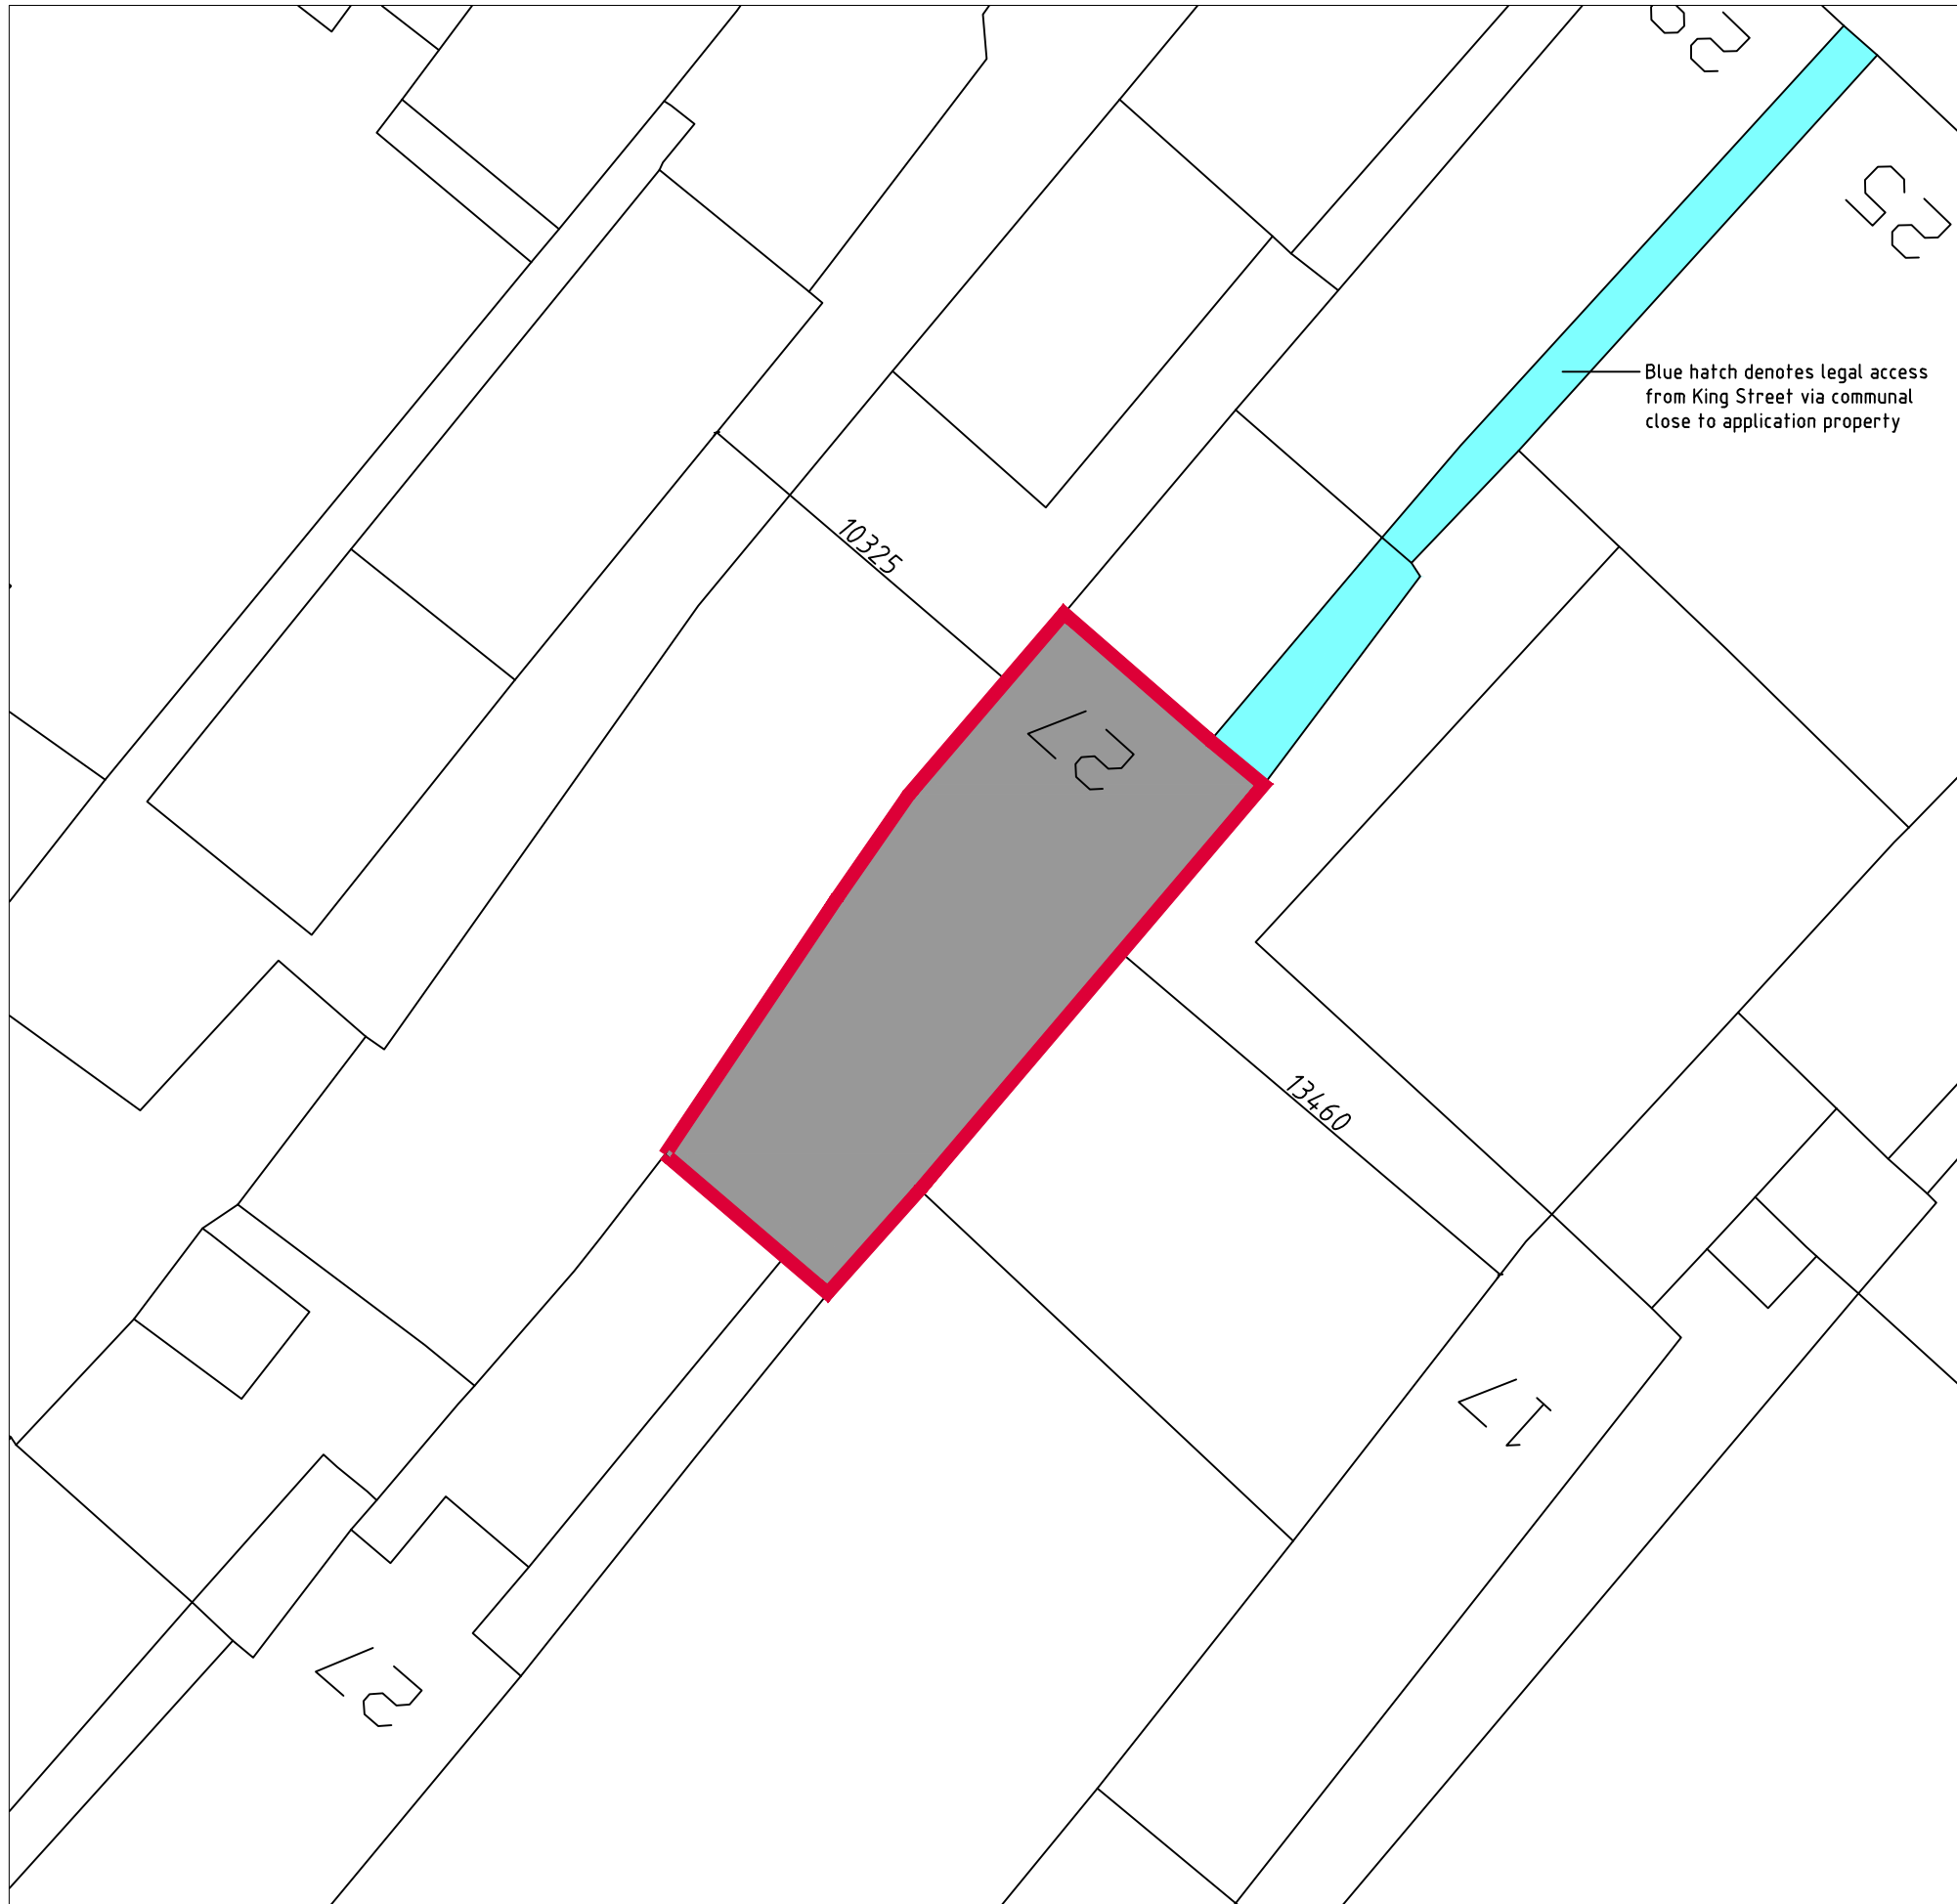 25
Blue hatch denotes legal access
from King Street via communal
close to application property
10325
27
13460
17
27